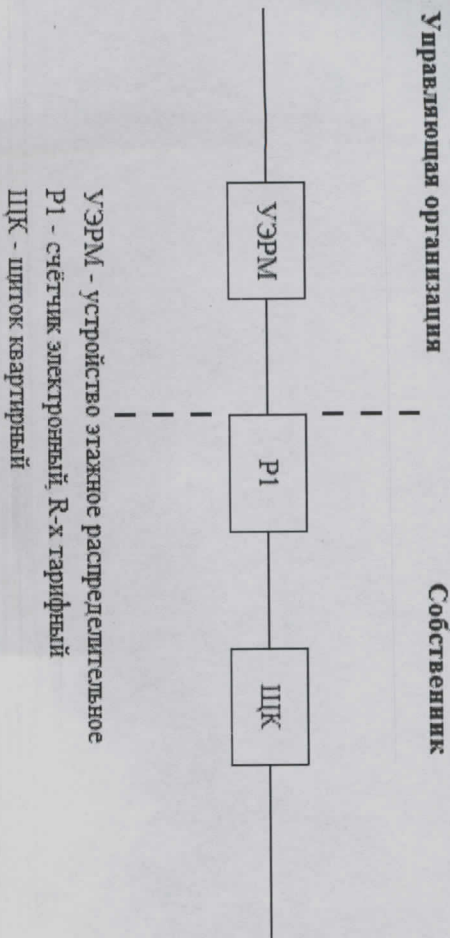 Управляющая организация Собственник
УЭРМ Р1 ЩК
УЭРМ - устройство этажное распределительное
Р1 - счётчик электронный, R-х тарифный
ЩК - щиток квартирный